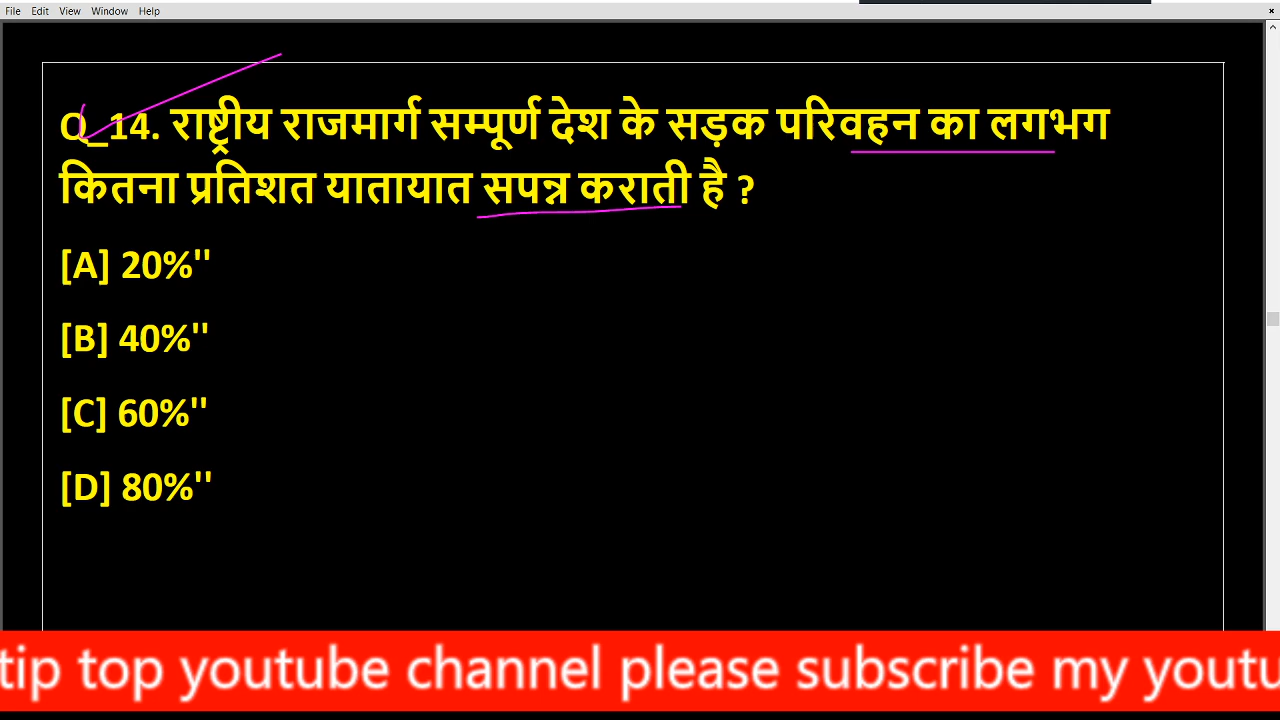 File Edit View Window Help
Q_14. राष्ट्रीय राजमार्ग सम्पूर्ण देश के सड़क परिवहन का लगभग
कितना प्रतिशत यातायात सपन्न कराती है ?
[A] 20%"
[B] 40%"
[C] 60%"
[D] 80%"
tip top youtube channel please subscribe my youtu